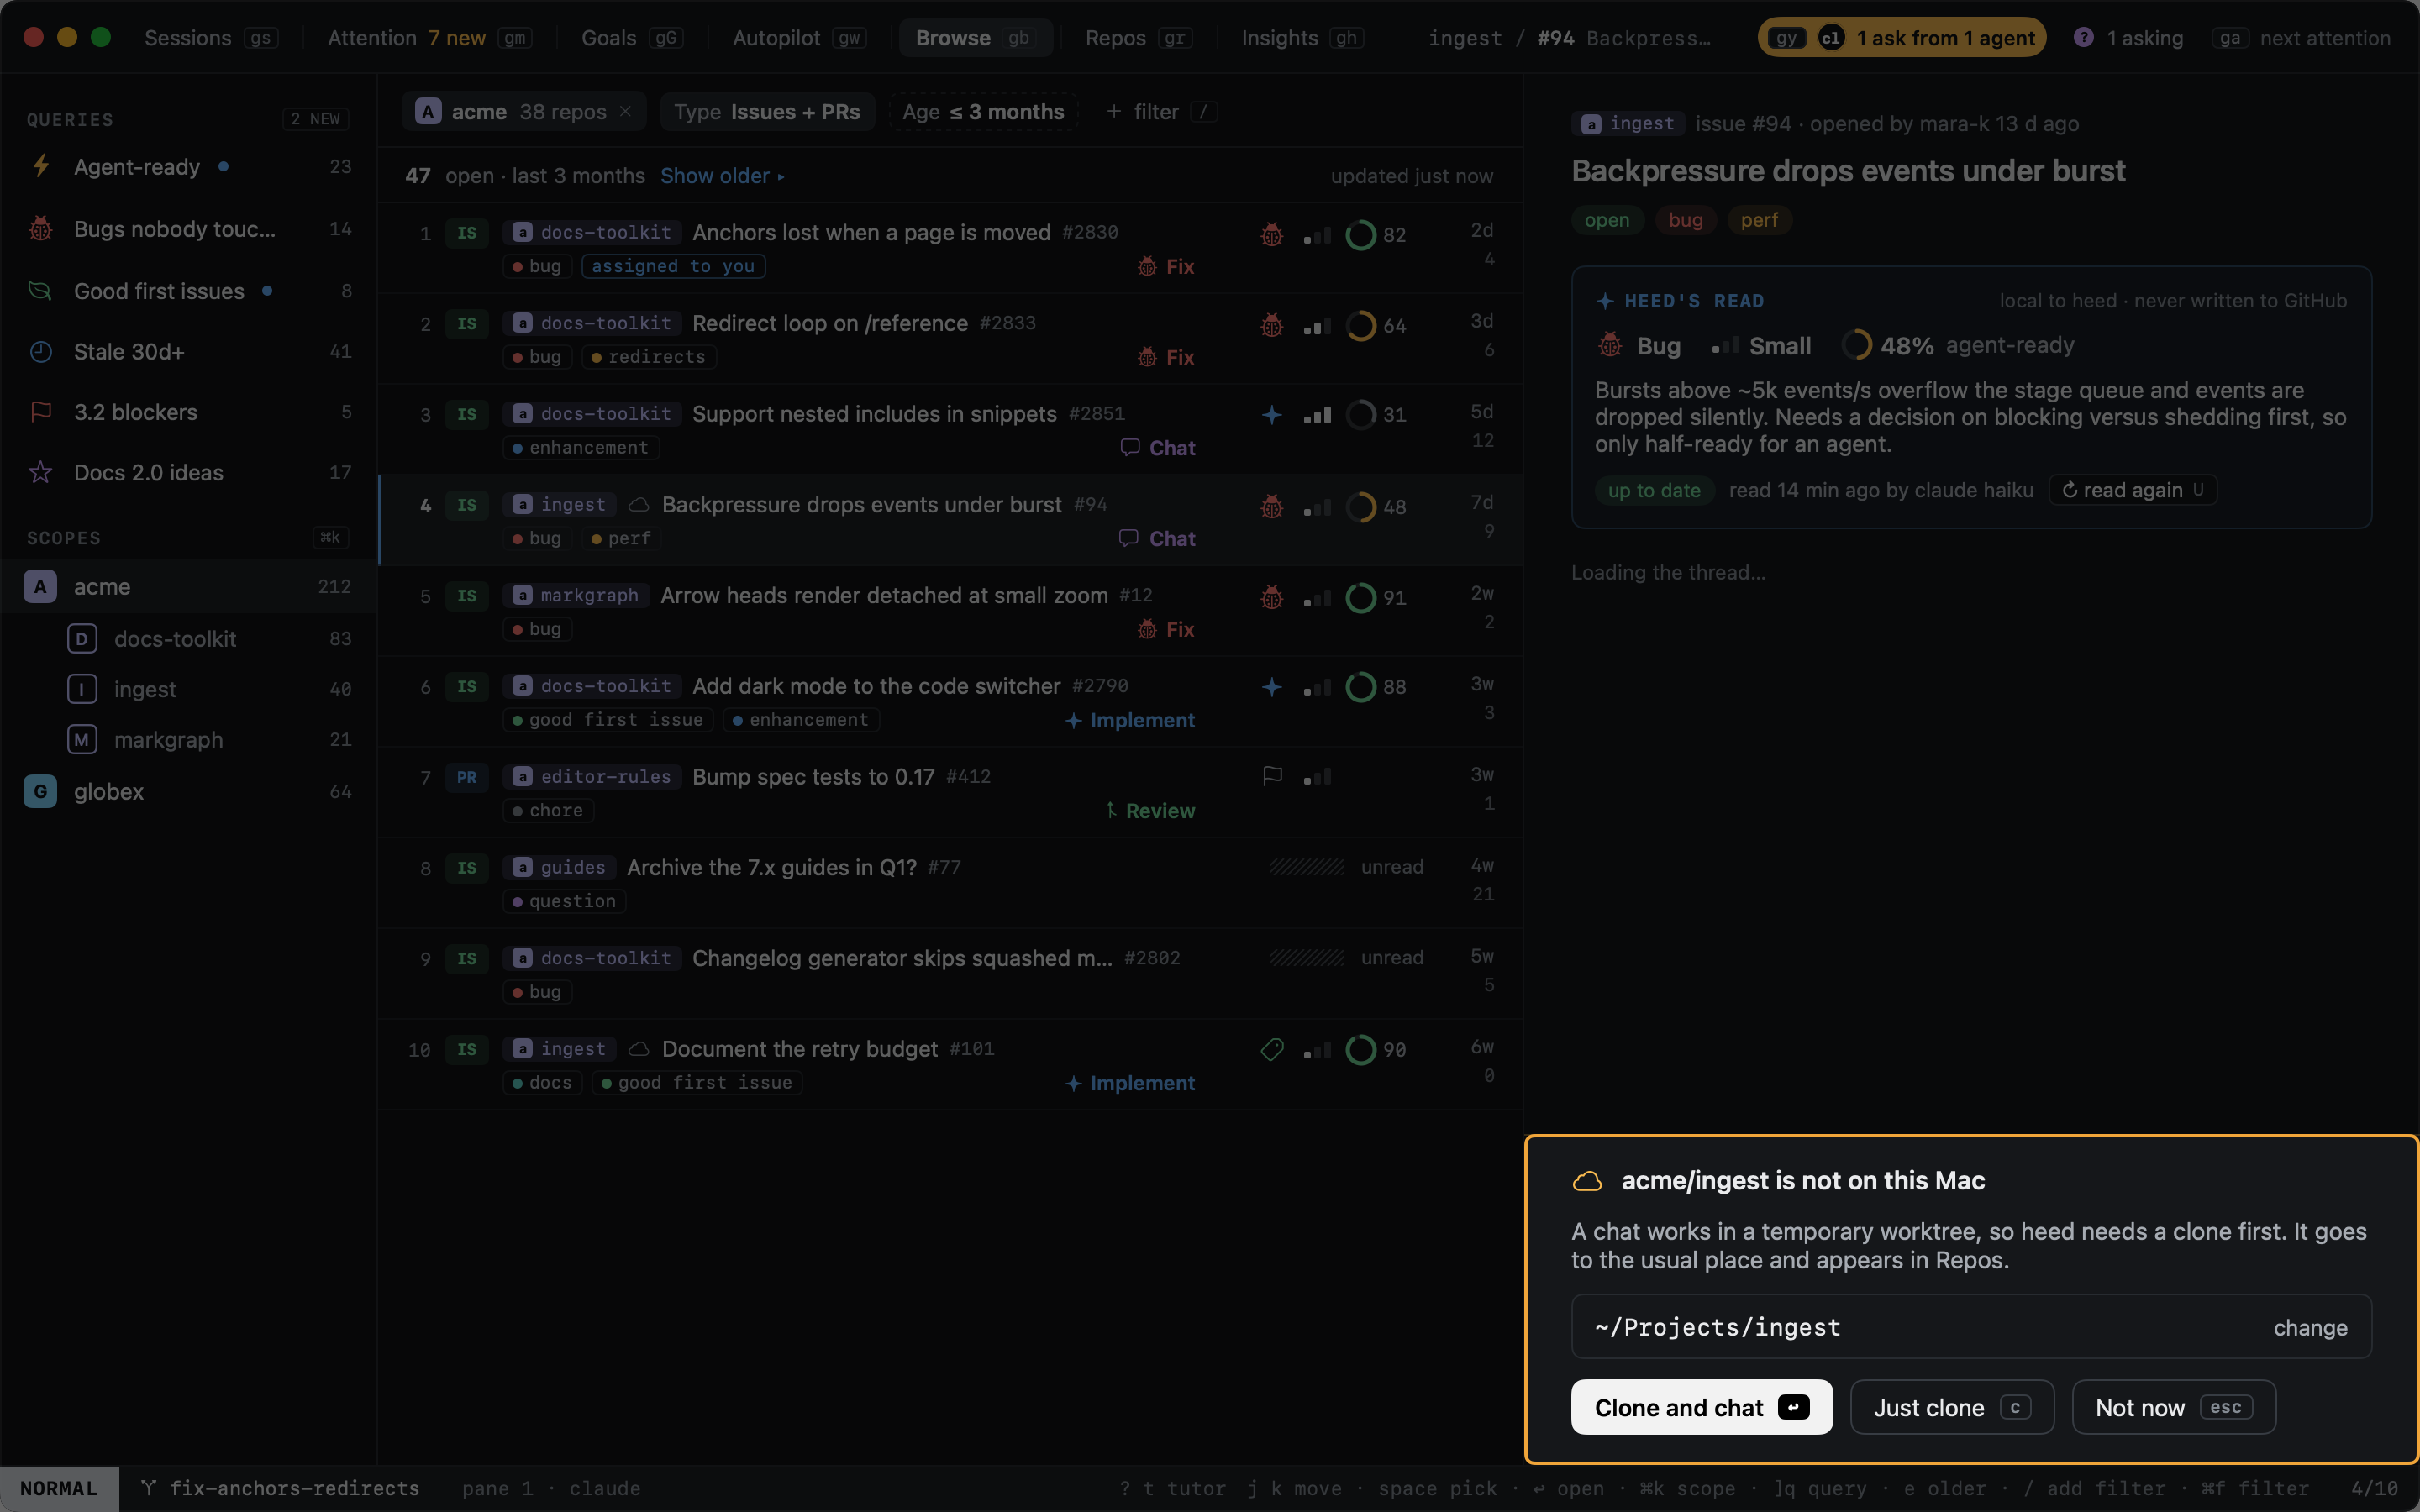 Sessions gs Attention 7 new gm Goals gG Autopilot gw Browse gb Repos gr Insights gh ingest / #94 Backpress… gy cl 1 ask from 1 agent ? 1 asking ga next attention
QUERIES 2 NEW
Agent-ready 23
Bugs nobody touc… 14
Good first issues 8
Stale 30d+ 41
3.2 blockers 5
Docs 2.0 ideas 17
SCOPES ⌘k
A acme 212
D docs-toolkit 83
I ingest 40
M markgraph 21
G globex 64
A acme 38 repos × Type Issues + PRs Age ≤ 3 months + filter /
47 open · last 3 months Show older ▸ updated just now
1 IS a docs-toolkit Anchors lost when a page is moved #2830 82 2d
bug assigned to you Fix 4
2 IS a docs-toolkit Redirect loop on /reference #2833 64 3d
bug redirects Fix 6
3 IS a docs-toolkit Support nested includes in snippets #2851 31 5d
enhancement Chat 12
4 IS a ingest Backpressure drops events under burst #94 48 7d
bug perf Chat 9
5 IS a markgraph Arrow heads render detached at small zoom #12 91 2w
bug Fix 2
6 IS a docs-toolkit Add dark mode to the code switcher #2790 88 3w
good first issue enhancement Implement 3
7 PR a editor-rules Bump spec tests to 0.17 #412 3w
chore Review 1
8 IS a guides Archive the 7.x guides in Q1? #77 unread 4w
question 21
9 IS a docs-toolkit Changelog generator skips squashed m… #2802 unread 5w
bug 5
10 IS a ingest Document the retry budget #101 90 6w
docs good first issue Implement 0
a ingest issue #94 · opened by mara-k 13 d ago
Backpressure drops events under burst
open bug perf
HEED'S READ local to heed · never written to GitHub
Bug Small 48% agent-ready
Bursts above ~5k events/s overflow the stage queue and events are
dropped silently. Needs a decision on blocking versus shedding first, so
only half-ready for an agent.
up to date read 14 min ago by claude haiku read again U
Loading the thread…
acme/ingest is not on this Mac
A chat works in a temporary worktree, so heed needs a clone first. It goes
to the usual place and appears in Repos.
~/Projects/ingest change
Clone and chat ↩ Just clone c Not now esc
NORMAL fix-anchors-redirects pane 1 · claude ? t tutor j k move · space pick · ↩ open · ⌘k scope · ]q query · e older · / add filter · ⌘f filter 4/10